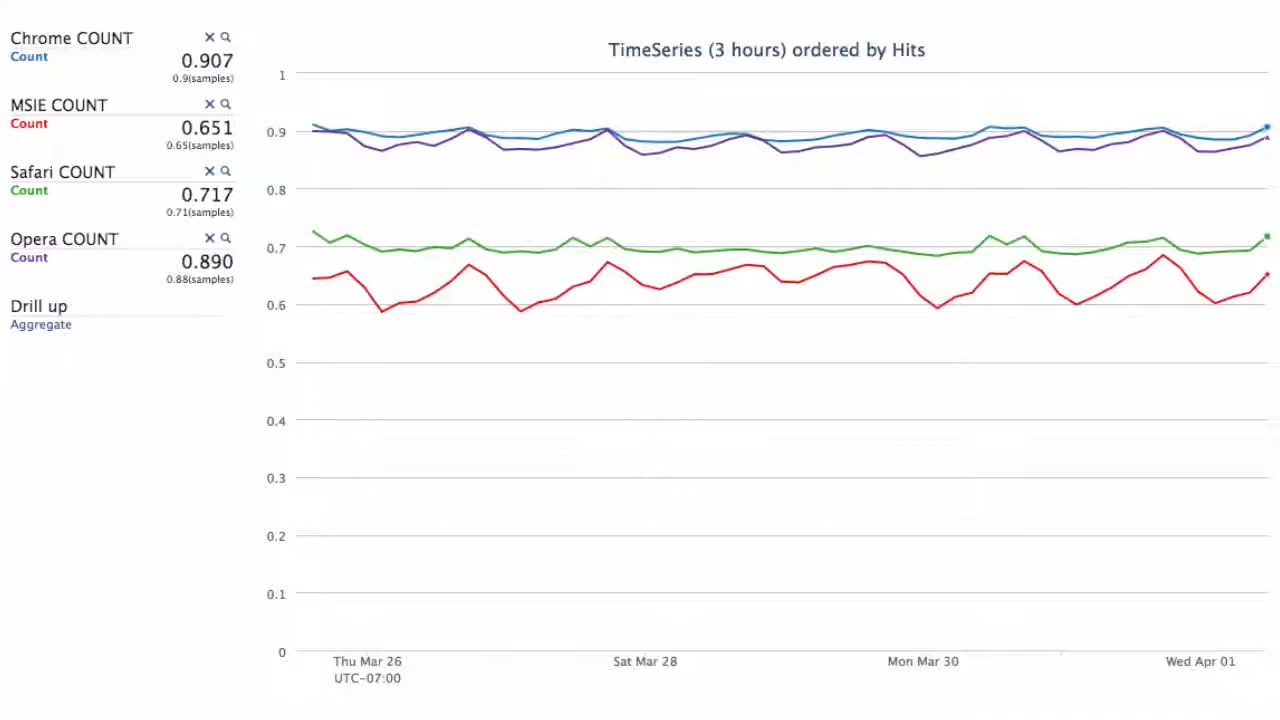 Chrome COUNT
Count
0.907
0.9(samples)
MSIE COUNT
Count
0.651
0.65(samples)
Safari COUNT
Count
0.717
0.71(samples)
Opera COUNT
Count
0.890
0.88(samples)
Drill up
Aggregate
TimeSeries (3 hours) ordered by Hits
1
0.9
0.8
0.7
0.6
0.5
0.4
0.3
0.2
0.1
0
Thu Mar 26 Sat Mar 28 Mon Mar 30 Wed Apr 01
UTC-07:00